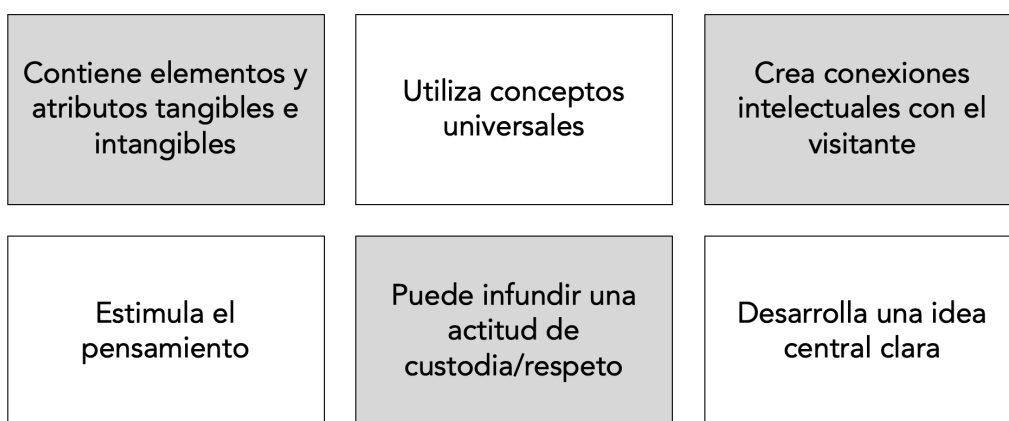 Contiene elementos y
atributos tangibles e
intangibles
Utiliza conceptos
universales
Crea conexiones
intelectuales con el
visitante
Estimula el
pensamiento
Puede infundir una
actitud de
custodia/respeto
Desarrolla una idea
central clara